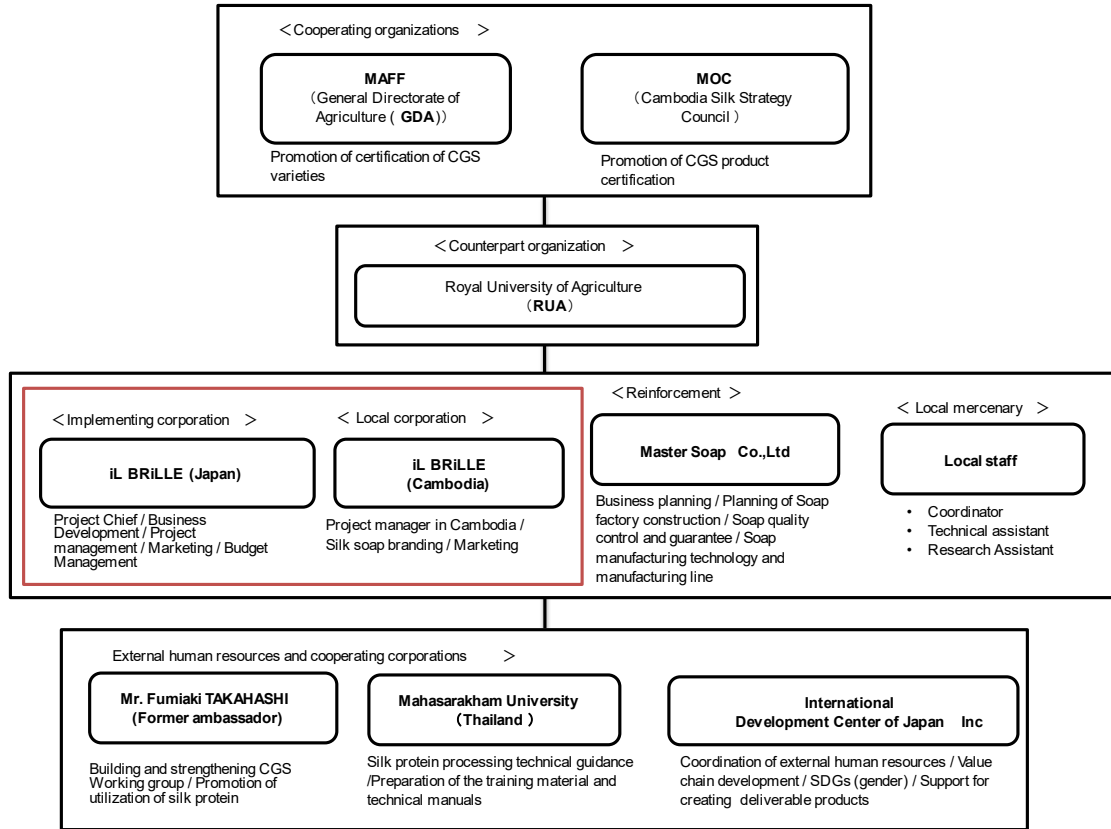 ＜Cooperating organizations ＞
MAFF
（General Directorate of
Agriculture ( GDA)）
Promotion of certification of CGS
varieties
MOC
（Cambodia Silk Strategy
Council ）
Promotion of CGS product
certification
＜Counterpart organization ＞
Royal University of Agriculture
（RUA）
＜Implementing corporation ＞
iL BRiLLE (Japan)
Project Chief / Business
Development / Project
management / Marketing / Budget
Management
＜Local corporation ＞
iL BRiLLE
(Cambodia)
Project manager in Cambodia /
Silk soap branding / Marketing
＜Reinforcement ＞
Master Soap Co.,Ltd
Business planning / Planning of Soap
factory construction / Soap quality
control and guarantee / Soap
manufacturing technology and
manufacturing line
＜Local mercenary ＞
Local staff
• Coordinator
• Technical assistant
• Research Assistant
External human resources and cooperating corporations ＞
Mr. Fumiaki TAKAHASHI
(Former ambassador)
Building and strengthening CGS
Working group / Promotion of
utilization of silk protein
Mahasarakham University
（Thailand ）
Silk protein processing technical guidance
/Preparation of the training material and
technical manuals
International
Development Center of Japan Inc
Coordination of external human resources / Value
chain development / SDGs (gender) / Support for
creating deliverable products